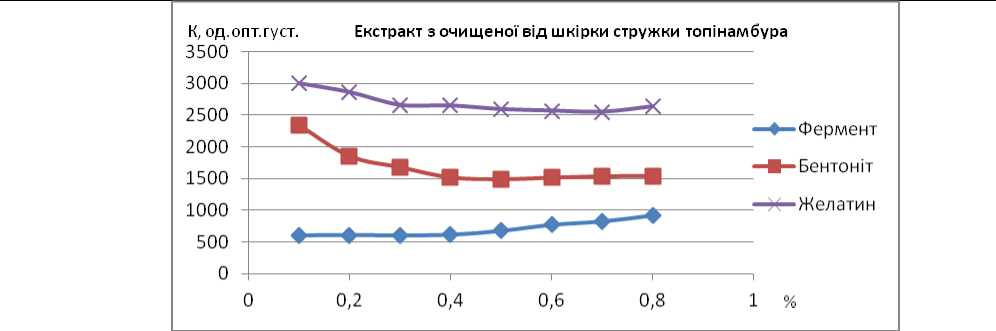 К, од.опт.густ.
Екстракт з очищеної від шкірки стружки топінамбура
3500
3000
2500
2000
1500
1000
500
0
0 0,2 0,4 0,6 0,8 1 %
Фермент
Бентоніт
Желатин